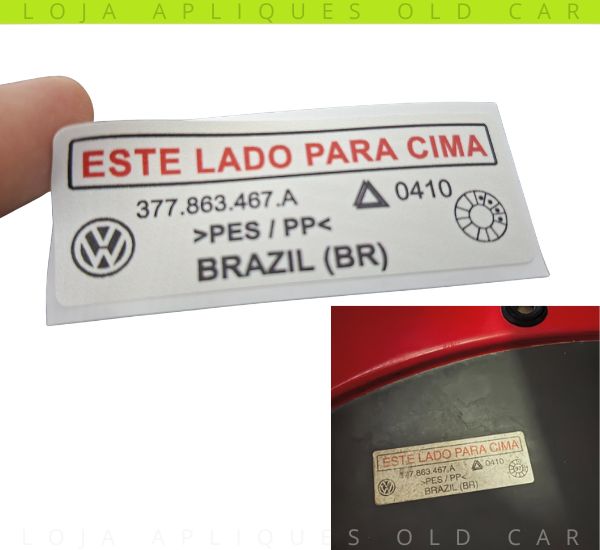 LOJA APLIQUES OLD CAR
ESTE LADO PARA CIMA
377.863.467.A 0410
>PES / PP<
BRAZIL (BR)
ESTE LADO PARA CIMA
377.863.467.A 0410
>PES / PP<
BRAZIL (BR)
LOJA APLIQUES OLD CAR